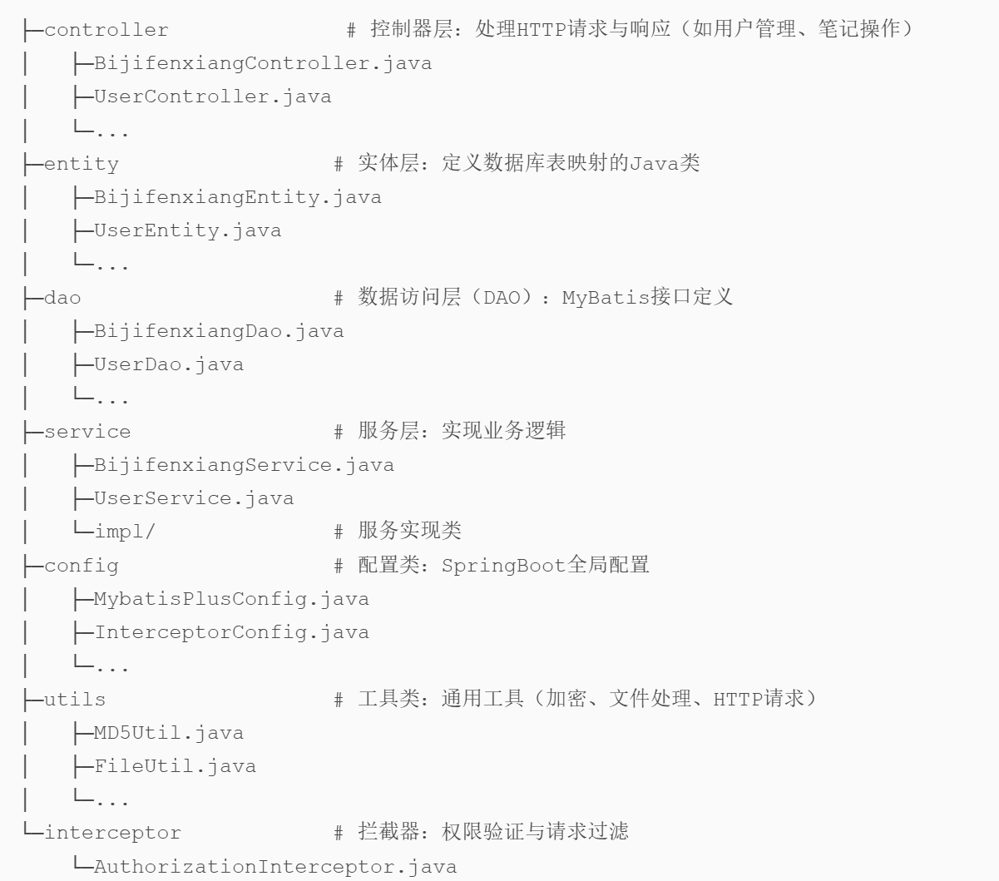 ├─controller              # 控制器层：处理HTTP请求与响应（如用户管理、笔记操作）
│   ├─BijifenxiangController.java
│   ├─UserController.java
│   └─...
├─entity                 # 实体层：定义数据库表映射的Java类
│   ├─BijifenxiangEntity.java
│   ├─UserEntity.java
│   └─...
├─dao                    # 数据访问层（DAO）：MyBatis接口定义
│   ├─BijifenxiangDao.java
│   ├─UserDao.java
│   └─...
├─service                # 服务层：实现业务逻辑
│   ├─BijifenxiangService.java
│   ├─UserService.java
│   └─impl/              # 服务实现类
├─config                 # 配置类：SpringBoot全局配置
│   ├─MybatisPlusConfig.java
│   ├─InterceptorConfig.java
│   └─...
├─utils                  # 工具类：通用工具（加密、文件处理、HTTP请求）
│   ├─MD5Util.java
│   ├─FileUtil.java
│   └─...
└─interceptor            # 拦截器：权限验证与请求过滤
    └─AuthorizationInterceptor.java